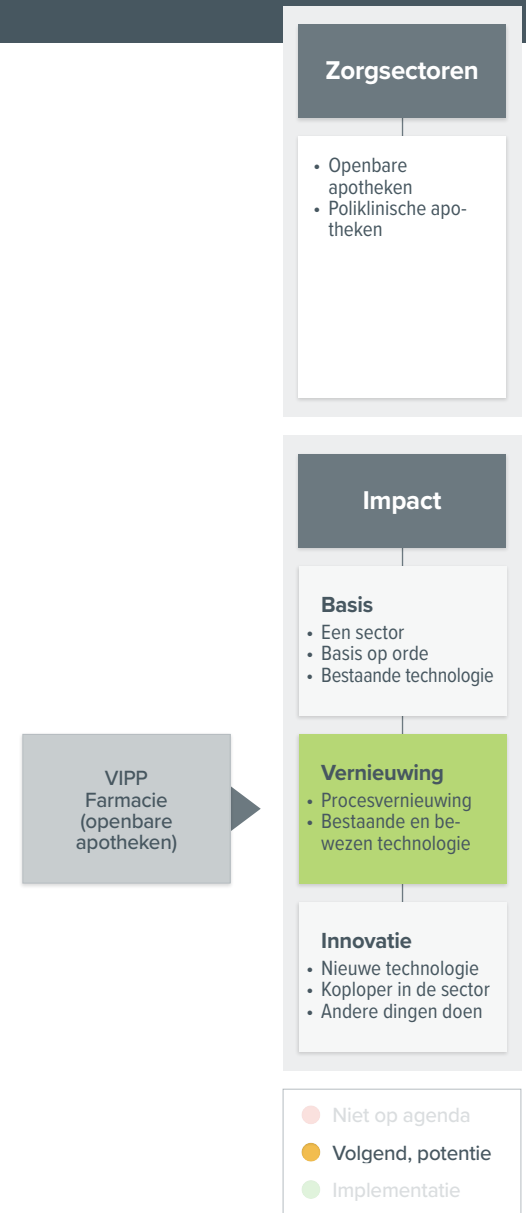 Zorgsectoren
• Openbare
apotheken
• Poliklinische apo-
theken
Impact
Basis
• Een sector
• Basis op orde
• Bestaande technologie
VIPP
Farmacie
(openbare
apotheken)
Vernieuwing
• Procesvernieuwing
• Bestaande en be-
wezen technologie
Innovatie
• Nieuwe technologie
• Koploper in de sector
• Andere dingen doen
Niet op agenda
Volgend, potentie
Implementatie